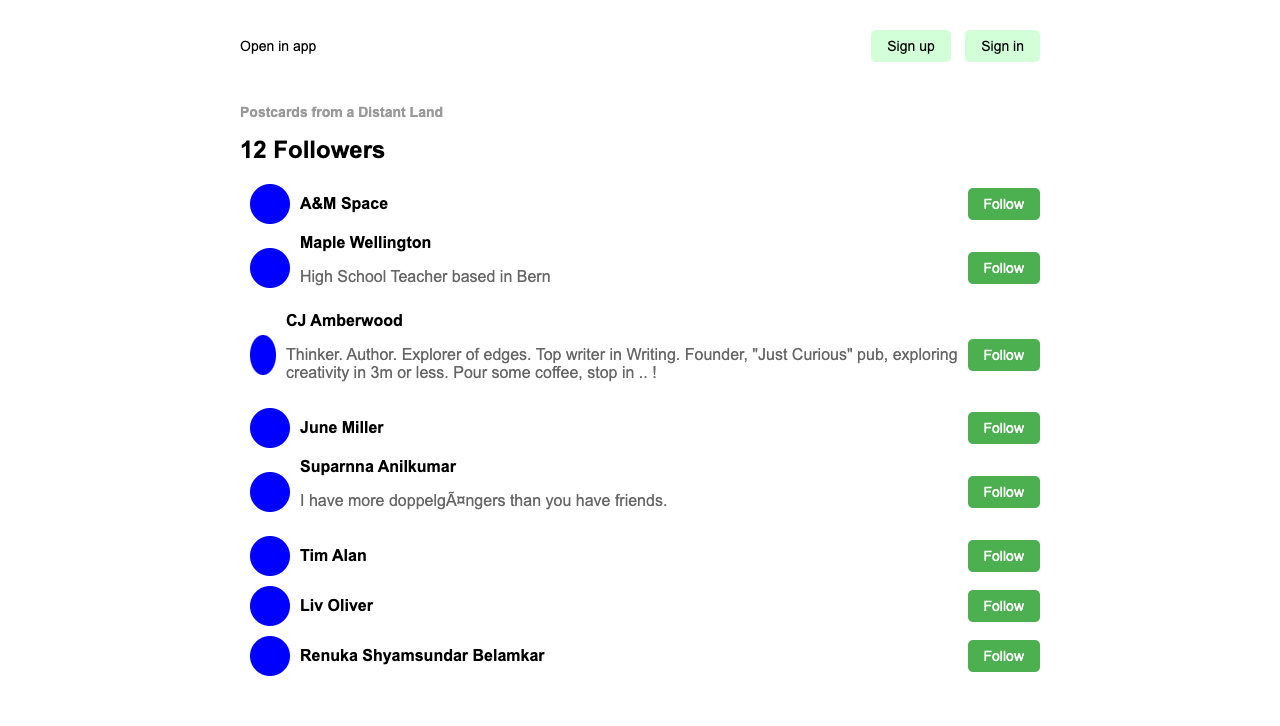 Open in app
Sign up
Sign in
Postcards from a Distant Land
12 Followers
A&M Space
Follow
Maple Wellington
High School Teacher based in Bern
Follow
CJ Amberwood
Thinker. Author. Explorer of edges. Top writer in Writing. Founder, "Just Curious" pub, exploring
creativity in 3m or less. Pour some coffee, stop in .. !
Follow
June Miller
Follow
Suparnna Anilkumar
I have more doppelgÃ¤ngers than you have friends.
Follow
Tim Alan
Follow
Liv Oliver
Follow
Renuka Shyamsundar Belamkar
Follow